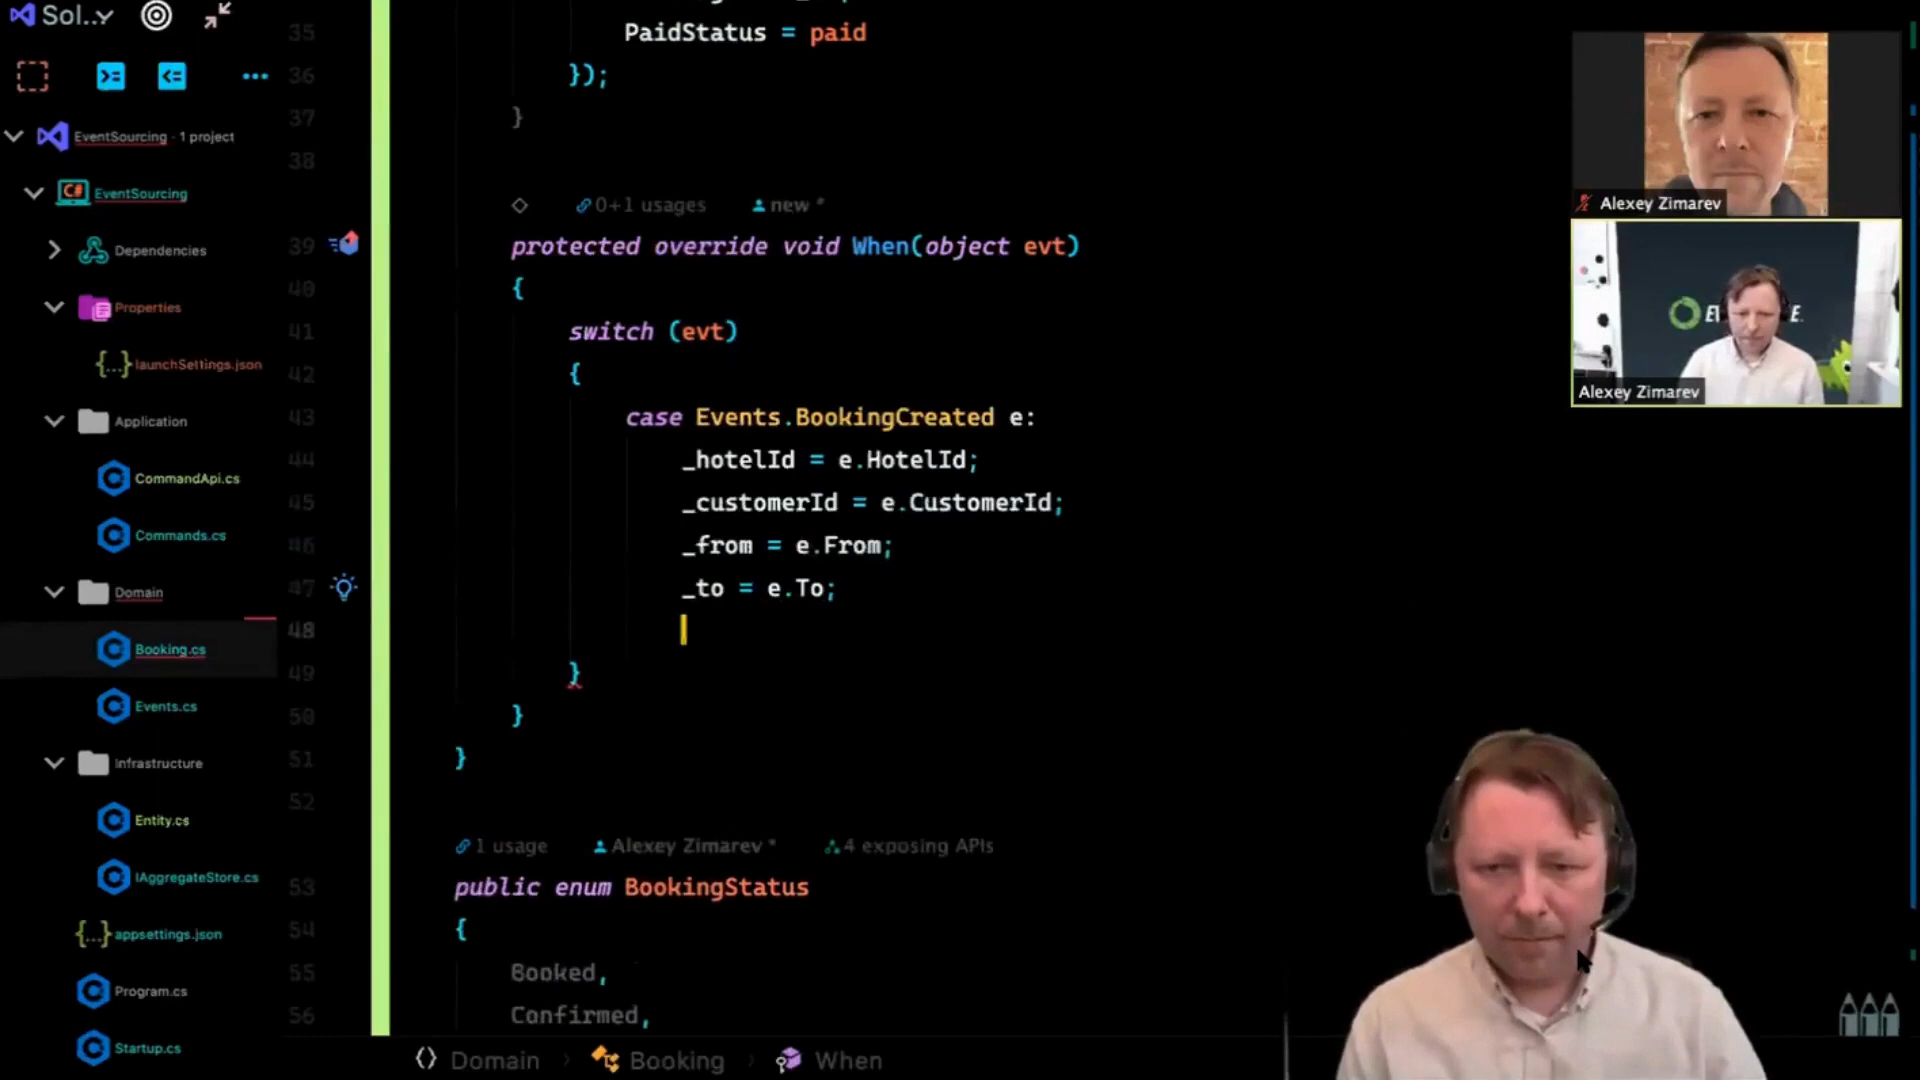 Sol...
EventSourcing · 1 project
EventSourcing
Dependencies
Properties
launchSettings.json
Application
CommandApi.cs
Commands.cs
Domain
Booking.cs
Events.cs
Infrastructure
Entity.cs
IAggregateStore.cs
appsettings.json
Program.cs
Startup.cs
35 PaidStatus = paid
36 });
37 }
38
0+1 usages new *
39 protected override void When(object evt)
40 {
41 switch (evt)
42 {
43 case Events.BookingCreated e:
44 _hotelId = e.HotelId;
45 _customerId = e.CustomerId;
46 _from = e.From;
47 _to = e.To;
48
49 }
50 }
51 }
52
1 usage Alexey Zimarev * 4 exposing APIs
53 public enum BookingStatus
54 {
55 Booked,
56 Confirmed,
Domain Booking When
Alexey Zimarev
Alexey Zimarev